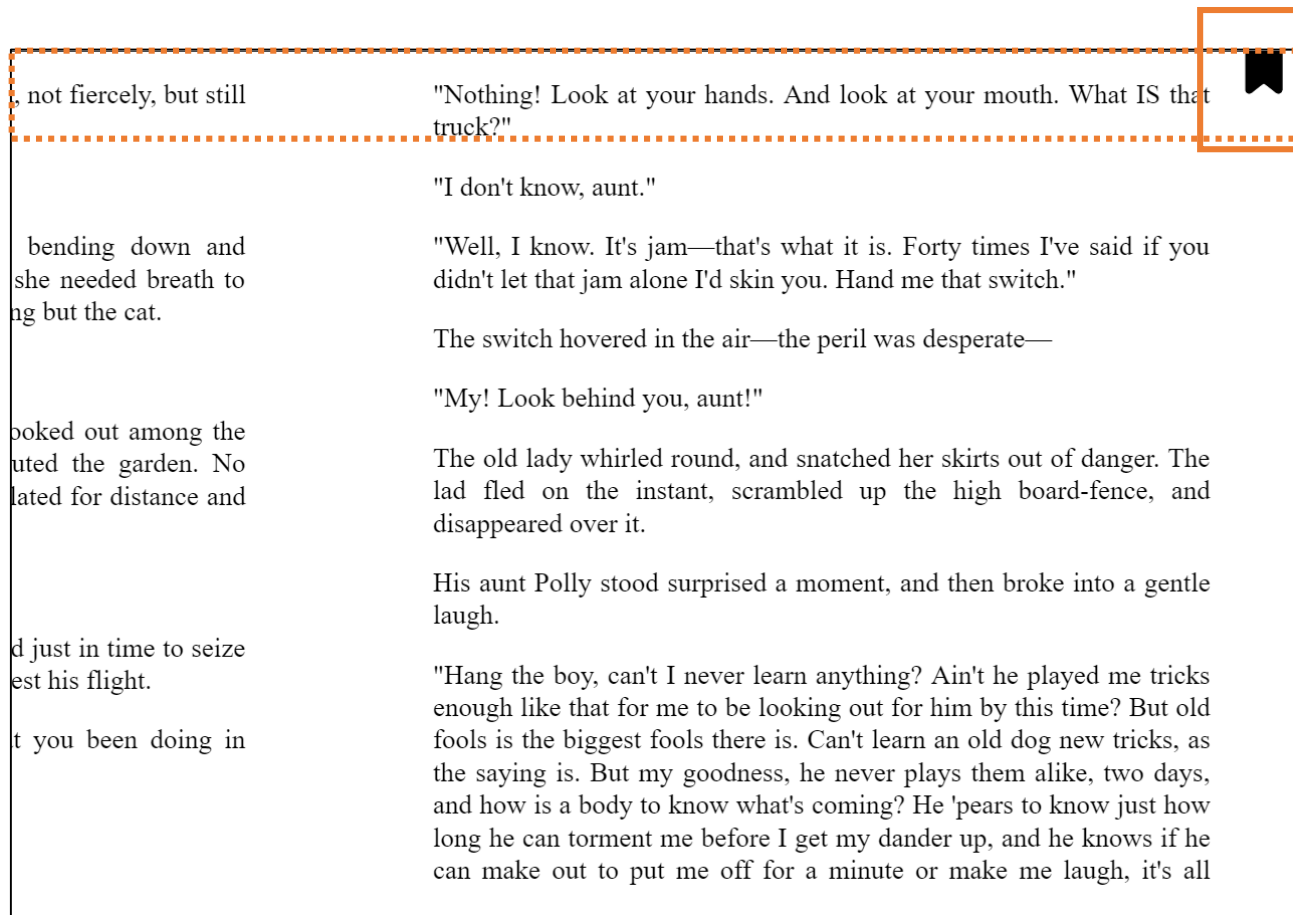 , not fiercely, but still
bending down and
she needed breath to
ng but the cat.
ooked out among the
uted the garden. No
lated for distance and
d just in time to seize
est his flight.
t you been doing in
"Nothing! Look at your hands. And look at your mouth. What IS that
truck?"
"I don't know, aunt."
"Well, I know. It's jam—that's what it is. Forty times I've said if you
didn't let that jam alone I'd skin you. Hand me that switch."
The switch hovered in the air—the peril was desperate—
"My! Look behind you, aunt!"
The old lady whirled round, and snatched her skirts out of danger. The
lad fled on the instant, scrambled up the high board-fence, and
disappeared over it.
His aunt Polly stood surprised a moment, and then broke into a gentle
laugh.
"Hang the boy, can't I never learn anything? Ain't he played me tricks
enough like that for me to be looking out for him by this time? But old
fools is the biggest fools there is. Can't learn an old dog new tricks, as
the saying is. But my goodness, he never plays them alike, two days,
and how is a body to know what's coming? He 'pears to know just how
long he can torment me before I get my dander up, and he knows if he
can make out to put me off for a minute or make me laugh, it's all